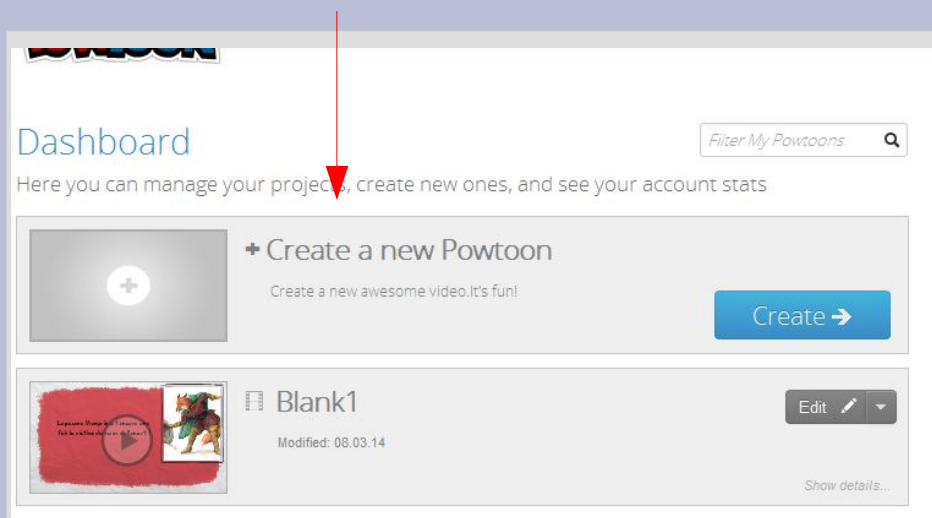 POWTOON
Dashboard
Filter My Powtoons
Here you can manage your projects, create new ones, and see your account stats
Create a new Powtoon
Create a new awesome video.It's fun!
Create
Blank1
Edit
Modified: 08.03.14
Show details...